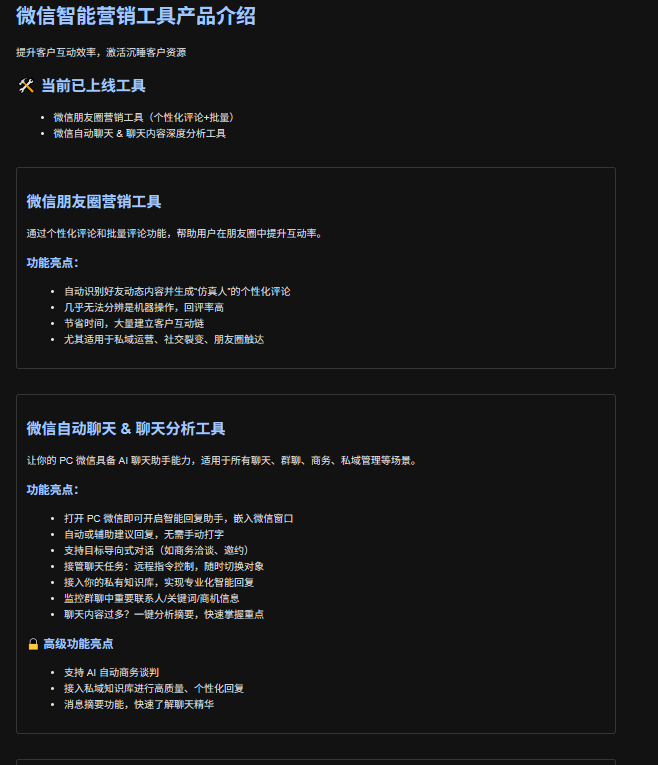 微信智能营销工具产品介绍
提升客户互动效率，激活沉睡客户资源
🛠 当前已上线工具
• 微信朋友圈营销工具（个性化评论+批量）
• 微信自动聊天 & 聊天内容深度分析工具
微信朋友圈营销工具
通过个性化评论和批量评论功能，帮助用户在朋友圈中提升互动率。
功能亮点：
• 自动识别好友动态内容并生成“仿真人”的个性化评论
• 几乎无法分辨是机器操作，回评率高
• 节省时间，大量建立客户互动链
• 尤其适用于私域运营、社交裂变、朋友圈触达
微信自动聊天 & 聊天分析工具
让你的 PC 微信具备 AI 聊天助手能力，适用于所有聊天、群聊、商务、私域管理等场景。
功能亮点：
• 打开 PC 微信即可开启智能回复助手，嵌入微信窗口
• 自动或辅助建议回复，无需手动打字
• 支持目标导向式对话（如商务洽谈、邀约）
• 接管聊天任务：远程指令控制，随时切换对象
• 接入你的私有知识库，实现专业化智能回复
• 监控群聊中重要联系人/关键词/商机信息
• 聊天内容过多？一键分析摘要，快速掌握重点
🔒 高级功能亮点
• 支持 AI 自动商务谈判
• 接入私域知识库进行高质量、个性化回复
• 消息摘要功能，快速了解聊天精华